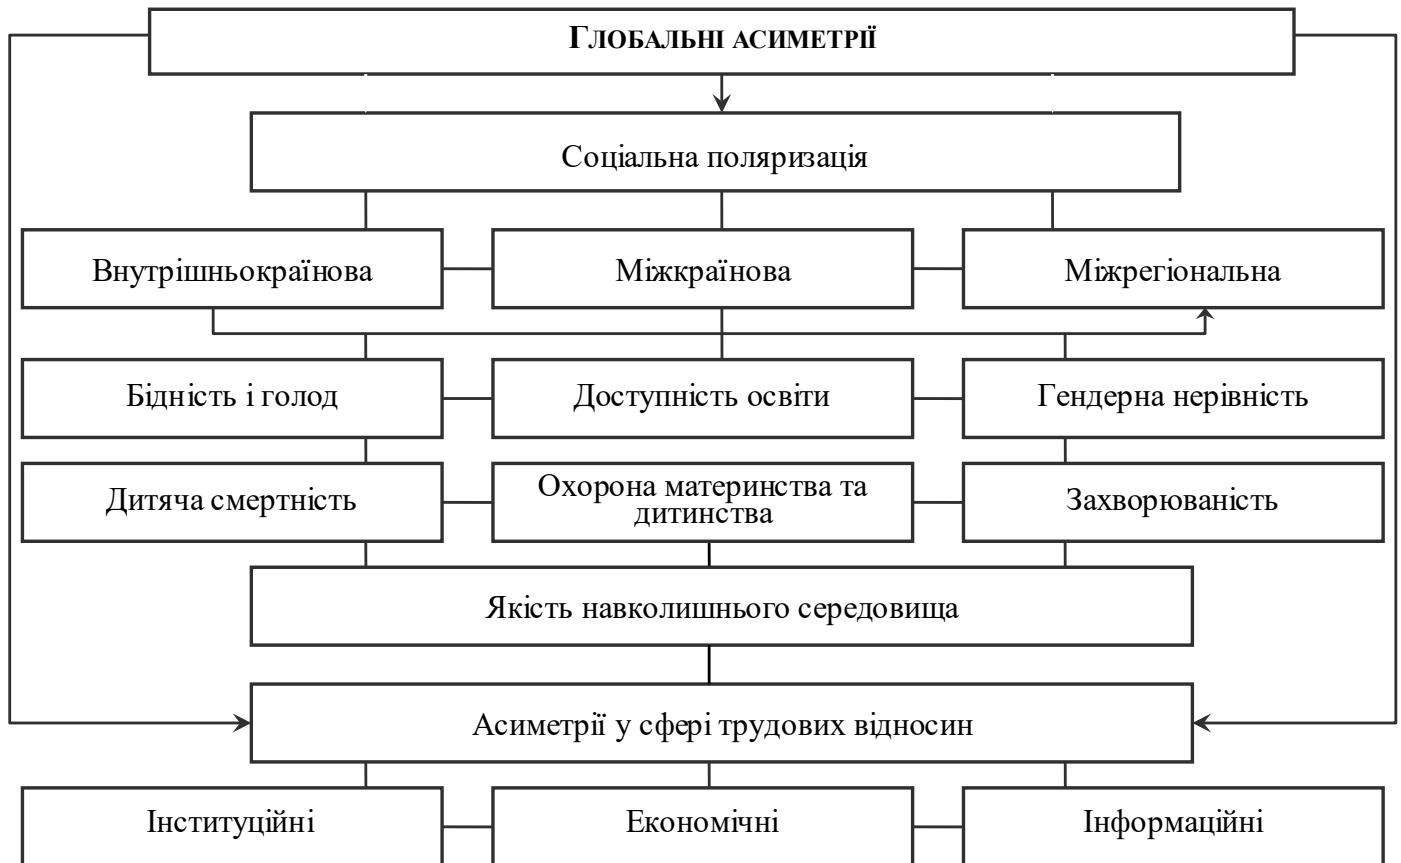 ГЛОБАЛЬНІ АСИМЕТРІЇ
Соціальна поляризація
Внутрішньокраїнова
Міжкраїнова
Міжрегіональна
Бідність і голод
Доступність освіти
Гендерна нерівність
Дитяча смертність
Охорона материнства та
дитинства
Захворюваність
Якість навколишнього середовища
Асиметрії у сфері трудових відносин
Інституційні
Економічні
Інформаційні